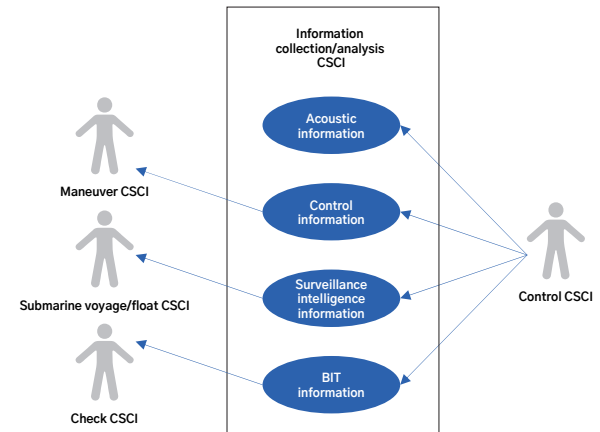 Information
collection/analysis
CSCI
Acoustic
information
Maneuver CSCI
Control
information
Submarine voyage/float CSCI
Surveillance
intelligence
information
Control CSCI
BIT
information
Check CSCI